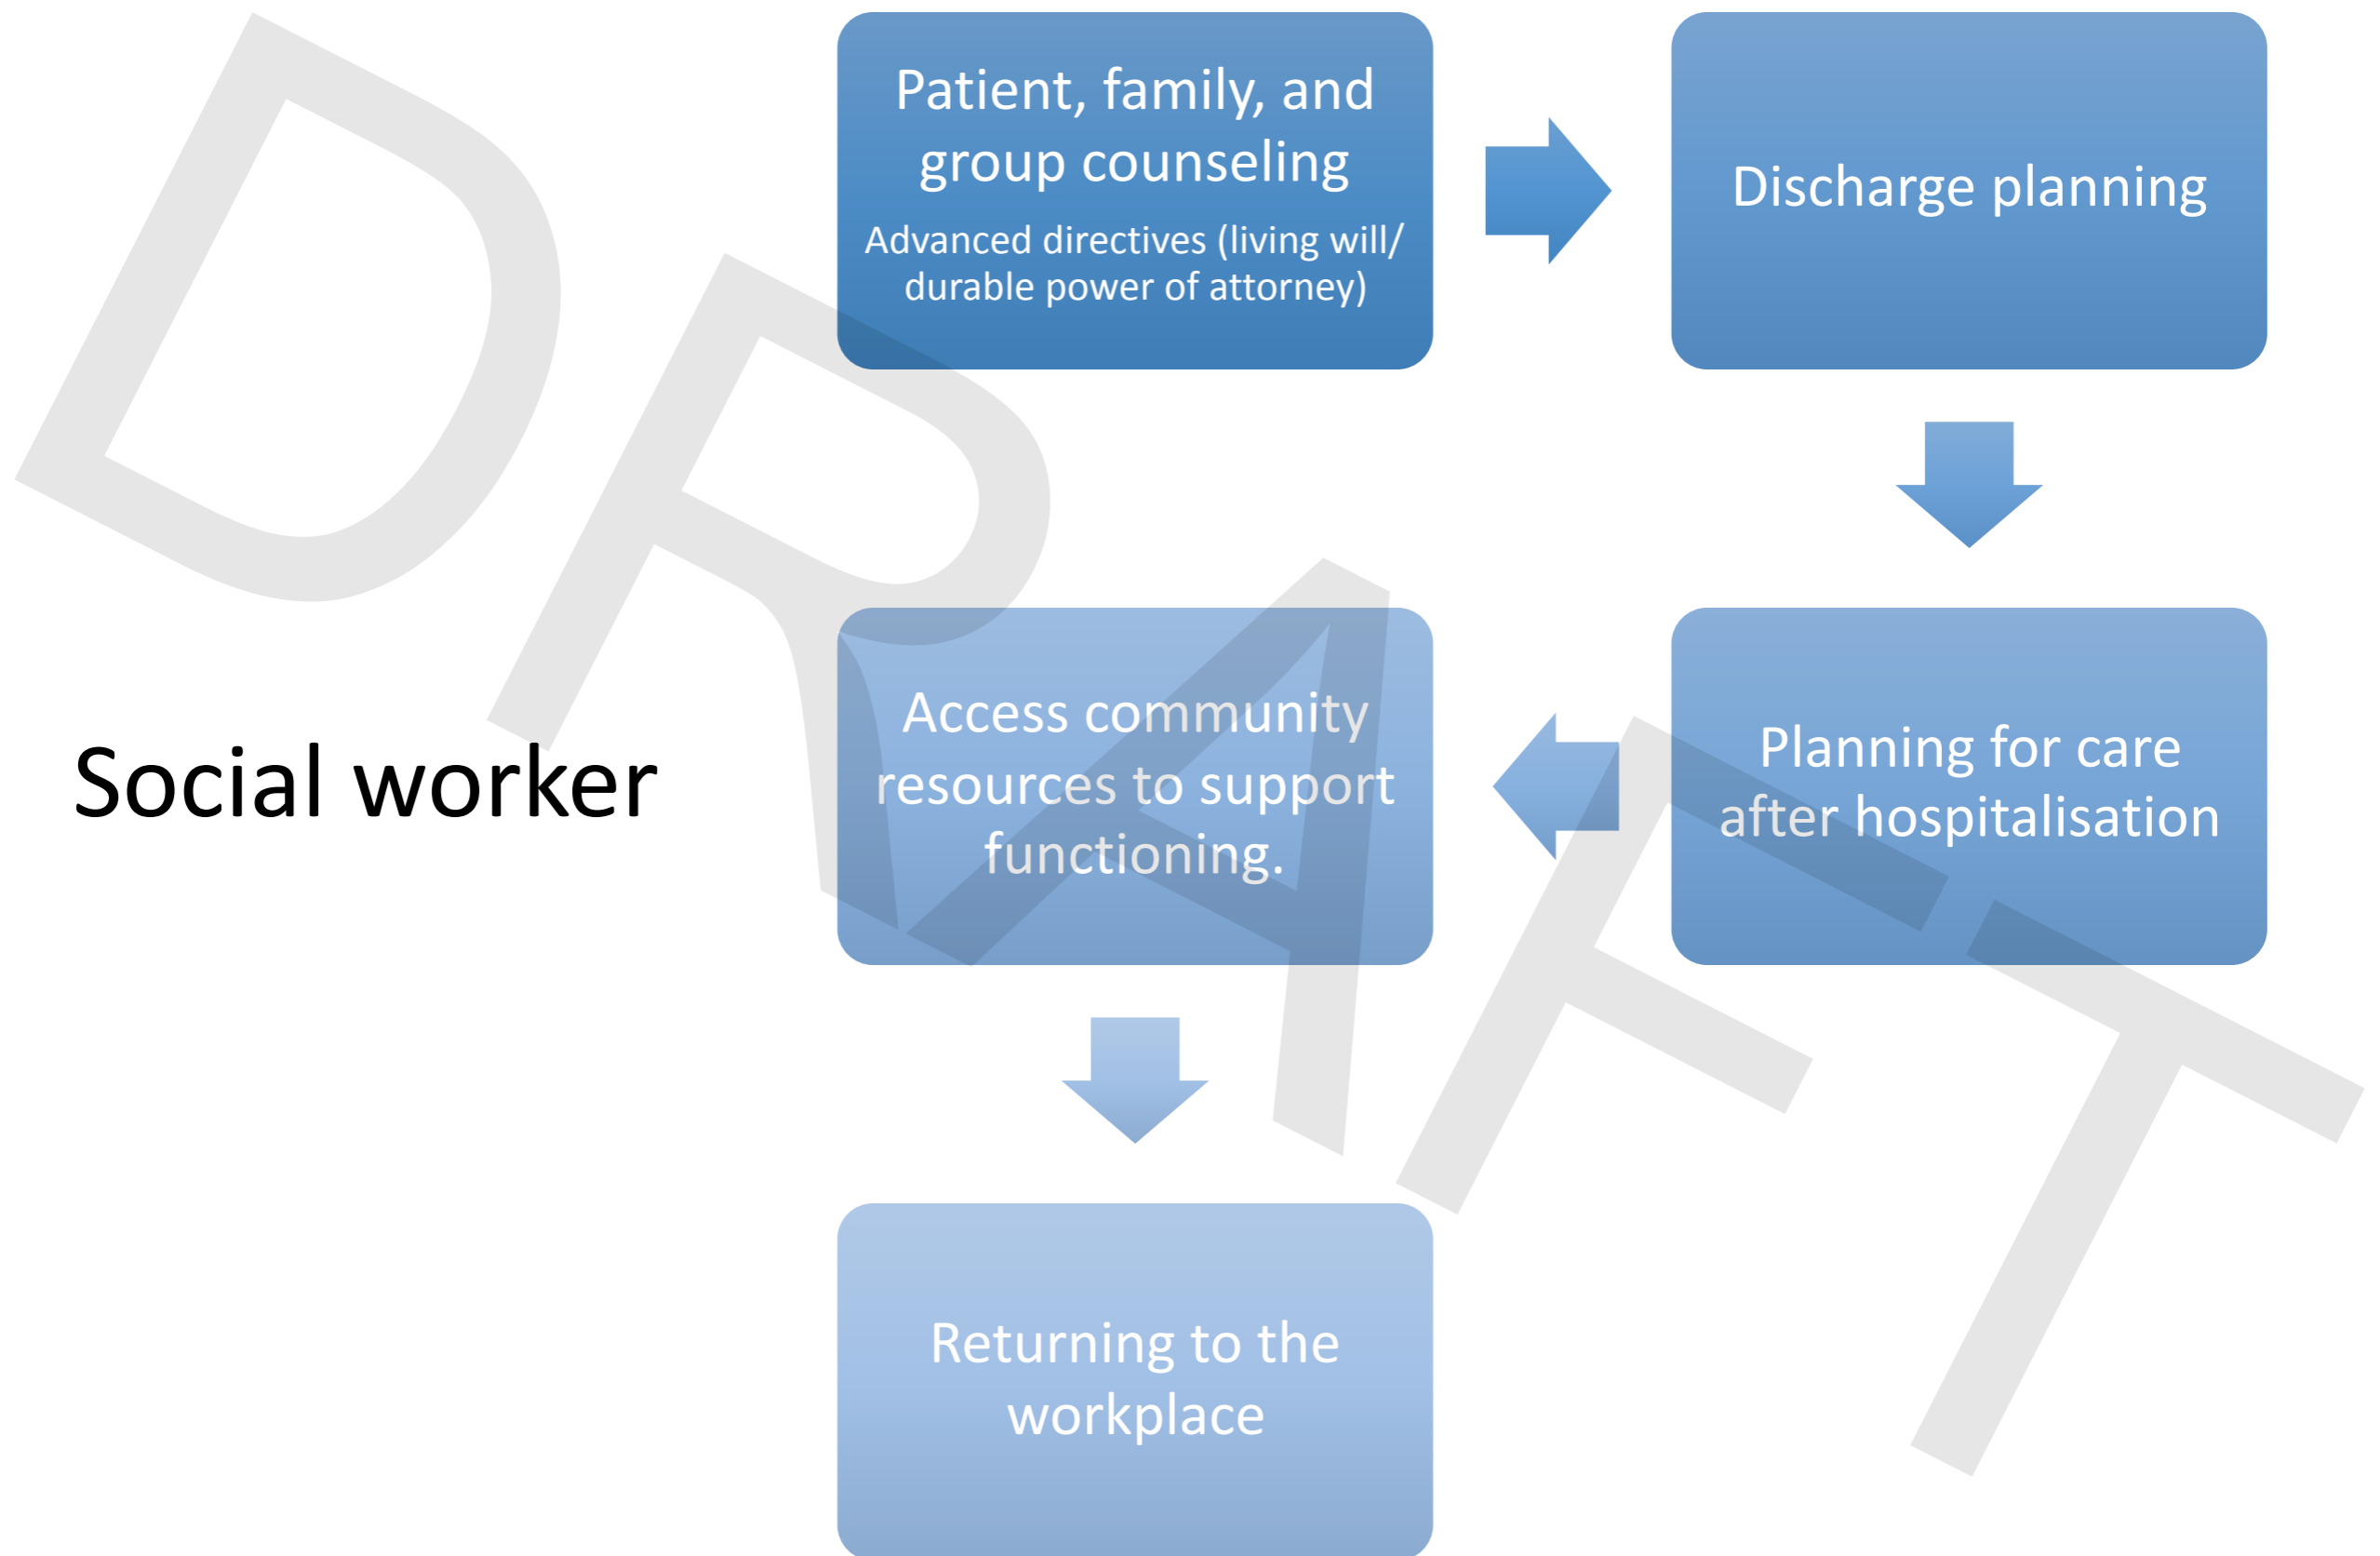 Patient, family, and
group counseling
Advanced directives (living will/
durable power of attorney)
Discharge planning
Social worker
Access community
resources to support
functioning.
Planning for care
after hospitalisation
Returning to the
workplace
DRAFT